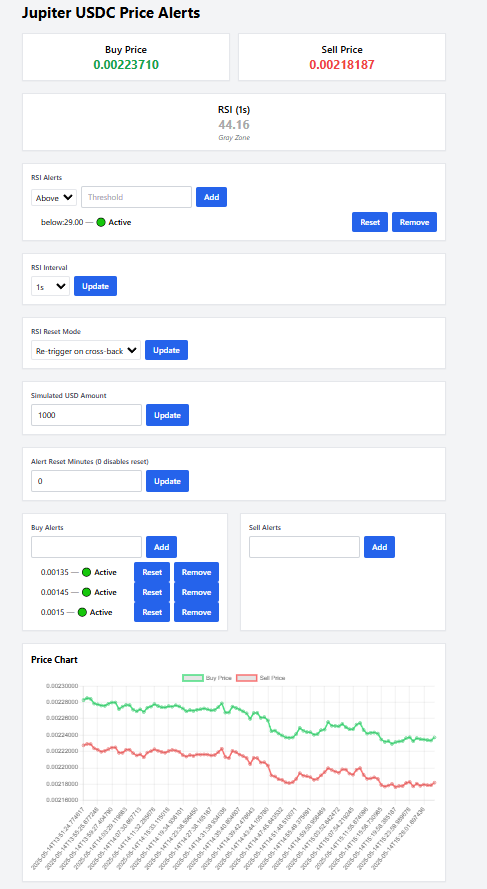 Jupiter USDC Price Alerts
Buy Price
0.00223710
Sell Price
0.00218187
RSI (1s)
44.16
Gray Zone
RSI Alerts
Above
Threshold
Add
below:29.00 — Active
Reset
Remove
RSI Interval
1s
Update
RSI Reset Mode
Re-trigger on cross-back
Update
Simulated USD Amount
1000
Update
Alert Reset Minutes (0 disables reset)
0
Update
Buy Alerts
Add
0.00135 — Active
Reset
Remove
0.00145 — Active
Reset
Remove
0.0015 — Active
Reset
Remove
Sell Alerts
Add
Price Chart
Buy Price
Sell Price
0.00230000
0.00228000
0.00226000
0.00224000
0.00222000
0.00220000
0.00218000
0.00216000